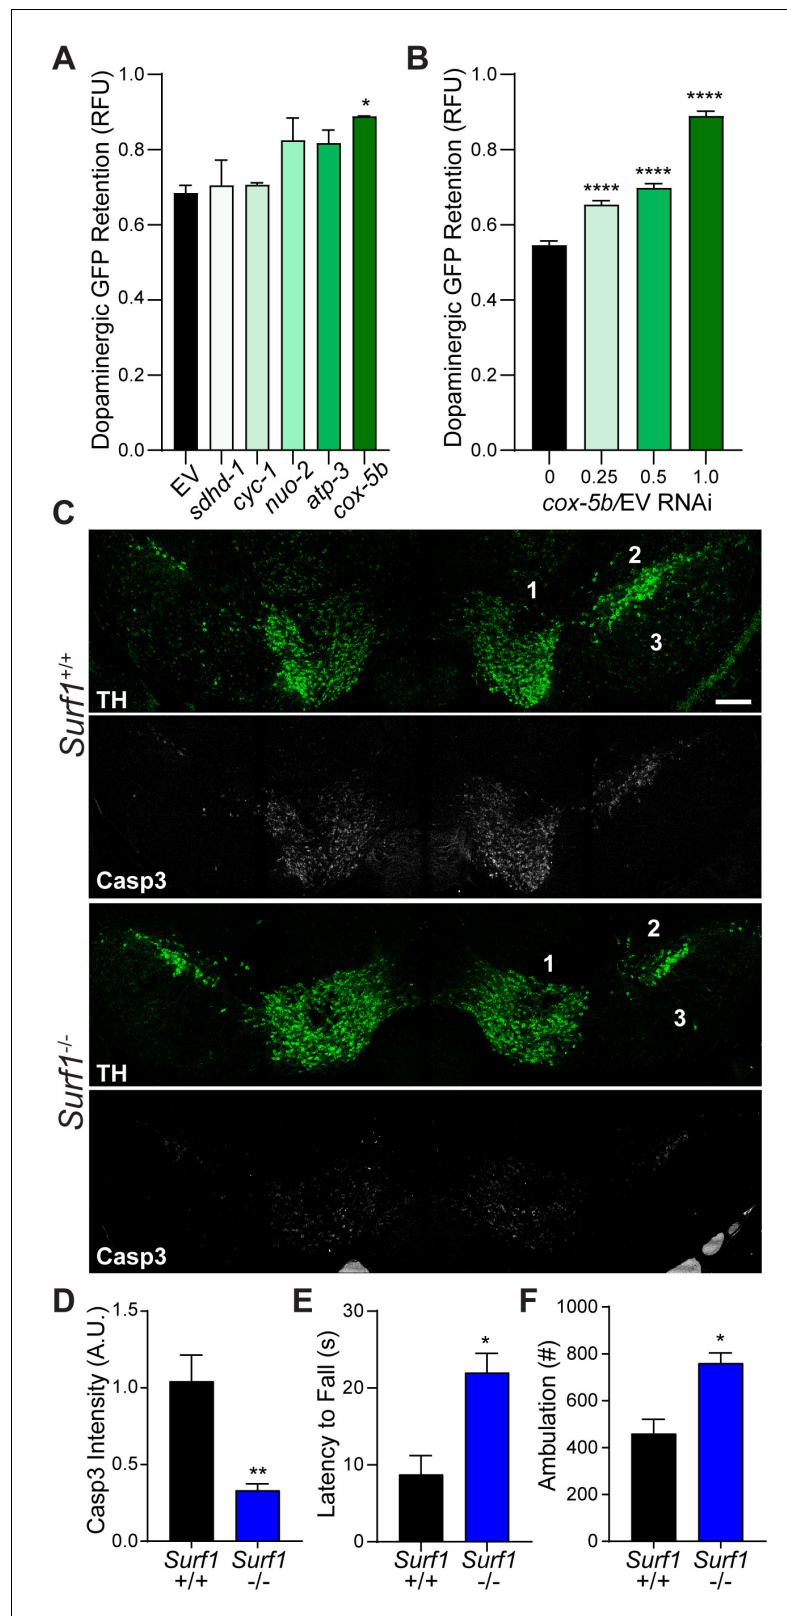 A
Dopaminergic GFP Retention (RFU)
1.0
0.8
0.6
0.4
0.2
0.0
*
EV
sdhd-1
cyc-1
nuo-2
atp-3
cox-5b
B
Dopaminergic GFP Retention (RFU)
1.0
0.8
0.6
0.4
0.2
0.0
****
****
****
0 0.25 0.5 1.0
cox-5b/EV RNAi
C
Surf1+/+
1
2
3
TH
Casp3
Surf1-/-
1
2
3
TH
Casp3
D
Casp3 Intensity (A.U.)
1.5
1.0
0.5
0.0
**
Surf1 Surf1
+/+ -/-
E
Latency to Fall (s)
30
20
10
0
*
Surf1 Surf1
+/+ -/-
F
Ambulation (#)
1000
800
600
400
200
0
*
Surf1 Surf1
+/+ -/-